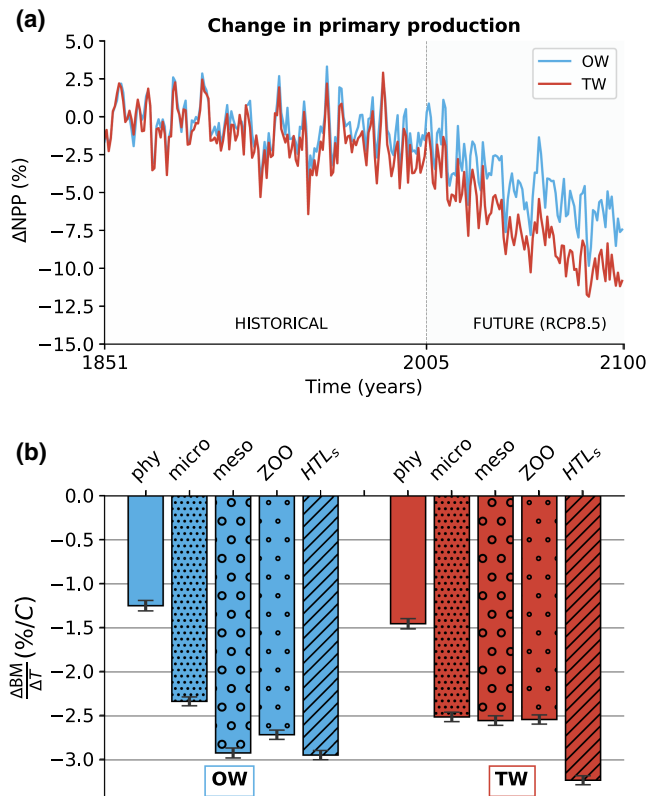 (a)
Change in primary production
ΔNPP (%)
5.0
2.5
0.0
−2.5
−5.0
−7.5
−10.0
−12.5
−15.0
OW
TW
HISTORICAL
FUTURE (RCP8.5)
1851
2005
2100
Time (years)
(b)
phy
micro
meso
ZOO
HTLs
phy
micro
meso
ZOO
HTLs
ΔBM/ΔT (%/C)
0.0
−0.5
−1.0
−1.5
−2.0
−2.5
−3.0
OW
TW